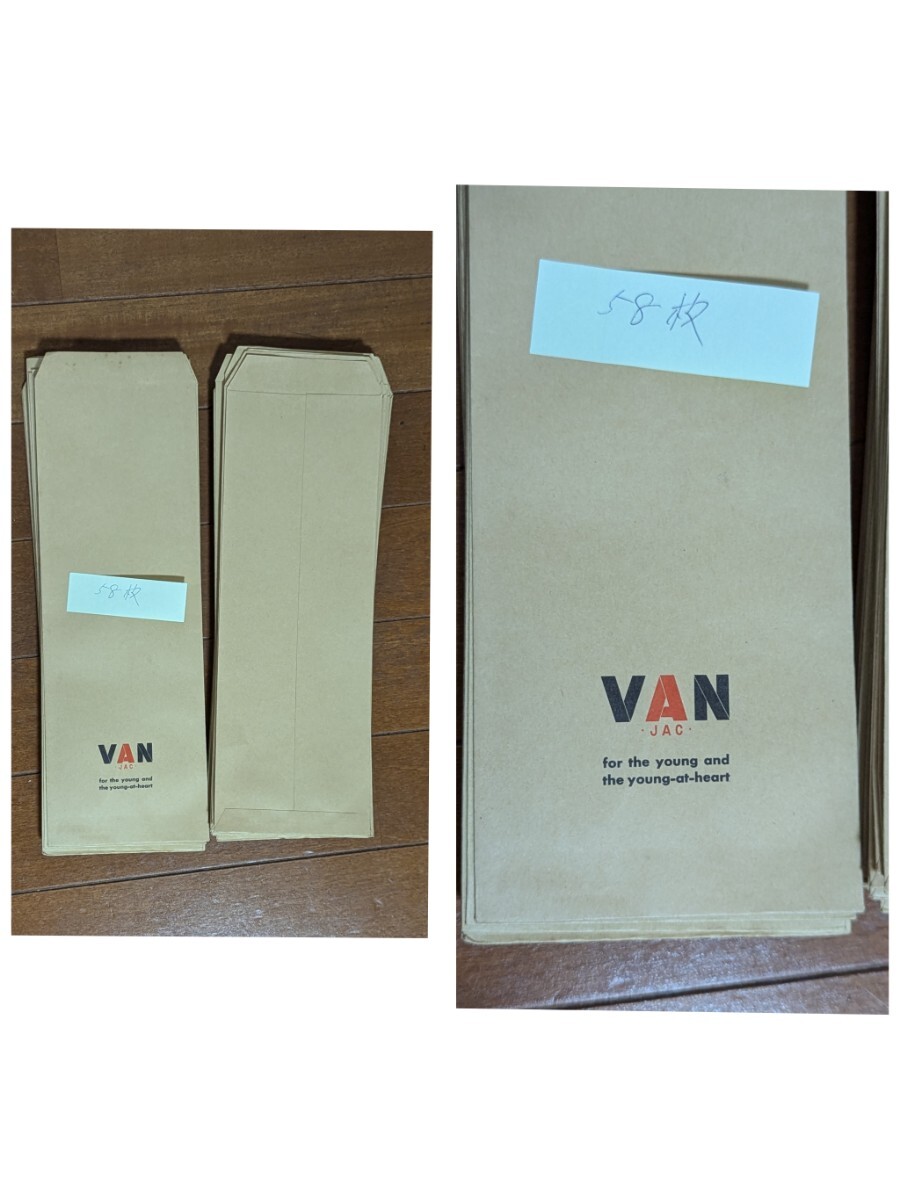 58枚
VAN
・JAC・
for the young and
the young-at-heart
58枚
VAN
・JAC・
for the young and
the young-at-heart